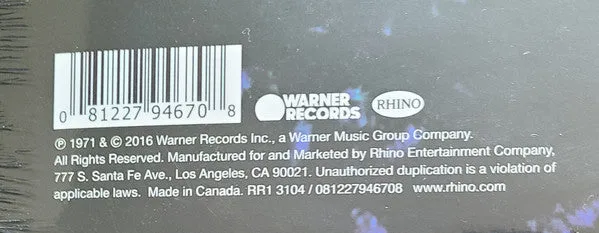 0 81227 94670 8
WARNER
RECORDS
RHINO
℗ 1971 & © 2016 Warner Records Inc., a Warner Music Group Company.
All Rights Reserved. Manufactured for and Marketed by Rhino Entertainment Company,
777 S. Santa Fe Ave., Los Angeles, CA 90021. Unauthorized duplication is a violation of
applicable laws. Made in Canada. RR1 3104 / 081227946708 www.rhino.com